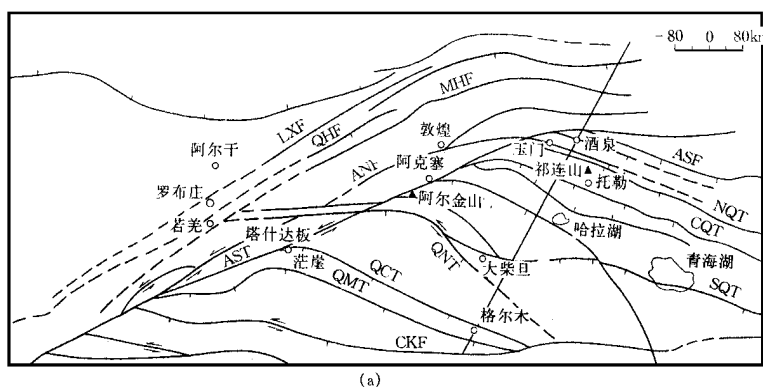 -80 0 80km
MHF
LXF
QHF
敦煌
玉门
酒泉
阿尔干
ANF
阿克塞
祁连山
ASF
罗布庄
阿尔金山
托勒
NQT
CQT
若羌
塔什达板
哈拉湖
AST
茫崖
QCT
QNT
大柴旦
青海湖
QMT
SQT
格尔木
CKF
(a)